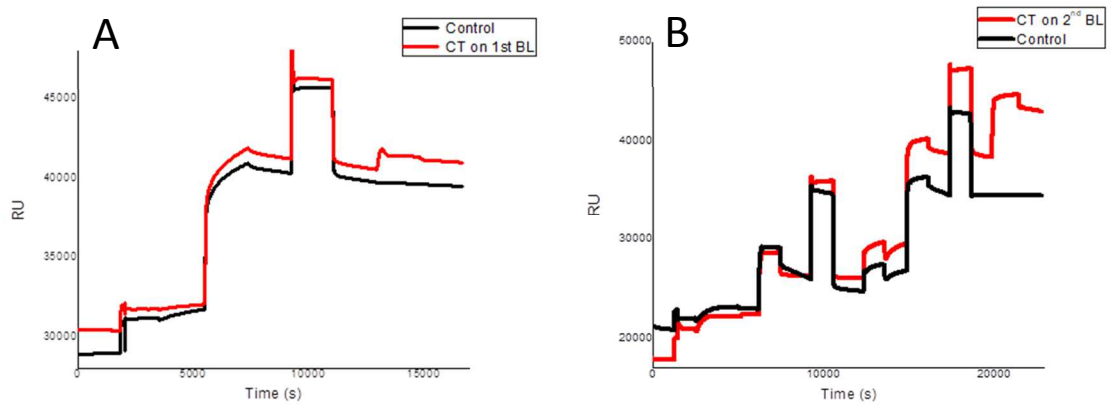 A
Control
CT on 1st BL
45000
40000
35000
30000
RU
0
5000
10000
15000
Time (s)
B
CT on 2nd BL
Control
50000
40000
30000
20000
RU
0
10000
20000
Time (s)